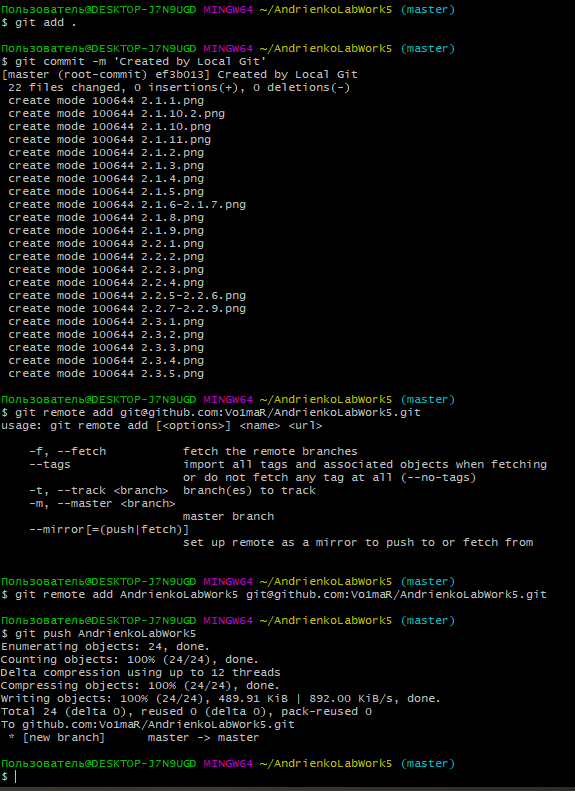 Пользователь@DESKTOP-J7N9UGD MINGW64 ~/AndrienkoLabWork5 (master)
$ git add .
Пользователь@DESKTOP-J7N9UGD MINGW64 ~/AndrienkoLabWork5 (master)
$ git commit -m 'Created by Local Git'
[master (root-commit) ef3b013] Created by Local Git
 22 files changed, 0 insertions(+), 0 deletions(-)
 create mode 100644 2.1.1.png
 create mode 100644 2.1.10.2.png
 create mode 100644 2.1.10.png
 create mode 100644 2.1.11.png
 create mode 100644 2.1.2.png
 create mode 100644 2.1.3.png
 create mode 100644 2.1.4.png
 create mode 100644 2.1.5.png
 create mode 100644 2.1.6-2.1.7.png
 create mode 100644 2.1.8.png
 create mode 100644 2.1.9.png
 create mode 100644 2.2.1.png
 create mode 100644 2.2.2.png
 create mode 100644 2.2.3.png
 create mode 100644 2.2.4.png
 create mode 100644 2.2.5-2.2.6.png
 create mode 100644 2.2.7-2.2.9.png
 create mode 100644 2.3.1.png
 create mode 100644 2.3.2.png
 create mode 100644 2.3.3.png
 create mode 100644 2.3.4.png
 create mode 100644 2.3.5.png
Пользователь@DESKTOP-J7N9UGD MINGW64 ~/AndrienkoLabWork5 (master)
$ git remote add git@github.com:Vo1maR/AndrienkoLabWork5.git
usage: git remote add [<options>] <name> <url>
    -f, --fetch           fetch the remote branches
    --tags                import all tags and associated objects when fetching
                          or do not fetch any tag at all (--no-tags)
    -t, --track <branch>  branch(es) to track
    -m, --master <branch>
                          master branch
    --mirror[=(push|fetch)]
                          set up remote as a mirror to push to or fetch from
Пользователь@DESKTOP-J7N9UGD MINGW64 ~/AndrienkoLabWork5 (master)
$ git remote add AndrienkoLabWork5 git@github.com:Vo1maR/AndrienkoLabWork5.git
Пользователь@DESKTOP-J7N9UGD MINGW64 ~/AndrienkoLabWork5 (master)
$ git push AndrienkoLabWork5
Enumerating objects: 24, done.
Counting objects: 100% (24/24), done.
Delta compression using up to 12 threads
Compressing objects: 100% (24/24), done.
Writing objects: 100% (24/24), 489.91 KiB | 892.00 KiB/s, done.
Total 24 (delta 0), reused 0 (delta 0), pack-reused 0
To github.com:Vo1maR/AndrienkoLabWork5.git
 * [new branch]      master -> master
Пользователь@DESKTOP-J7N9UGD MINGW64 ~/AndrienkoLabWork5 (master)
$